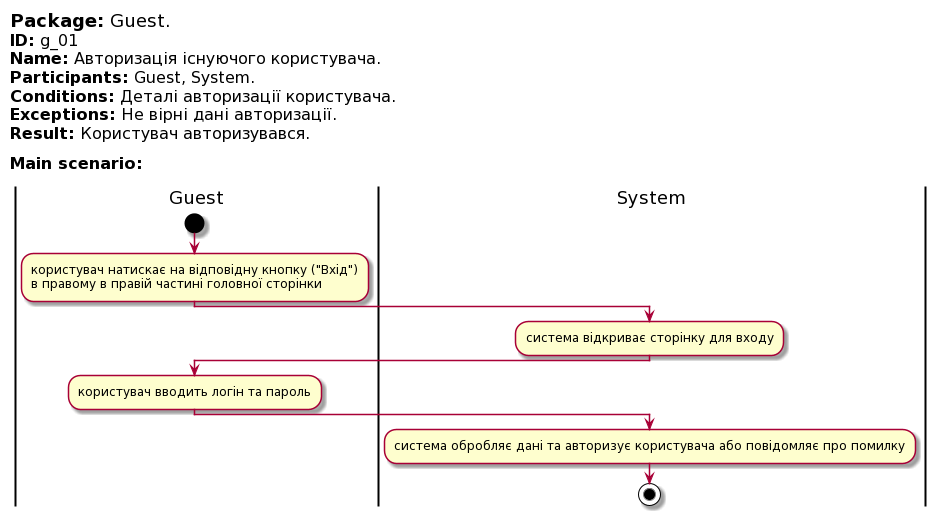 Package: Guest.
ID: g_01
Name: Авторизація існуючого користувача.
Participants: Guest, System.
Conditions: Деталі авторизації користувача.
Exceptions: Не вірні дані авторизації.
Result: Користувач авторизувався.
Main scenario:
Guest
System
користувач натискає на відповідну кнопку ("Вхід")
в правому в правій частині головної сторінки
система відкриває сторінку для входу
користувач вводить логін та пароль
система обробляє дані та авторизує користувача або повідомляє про помилку